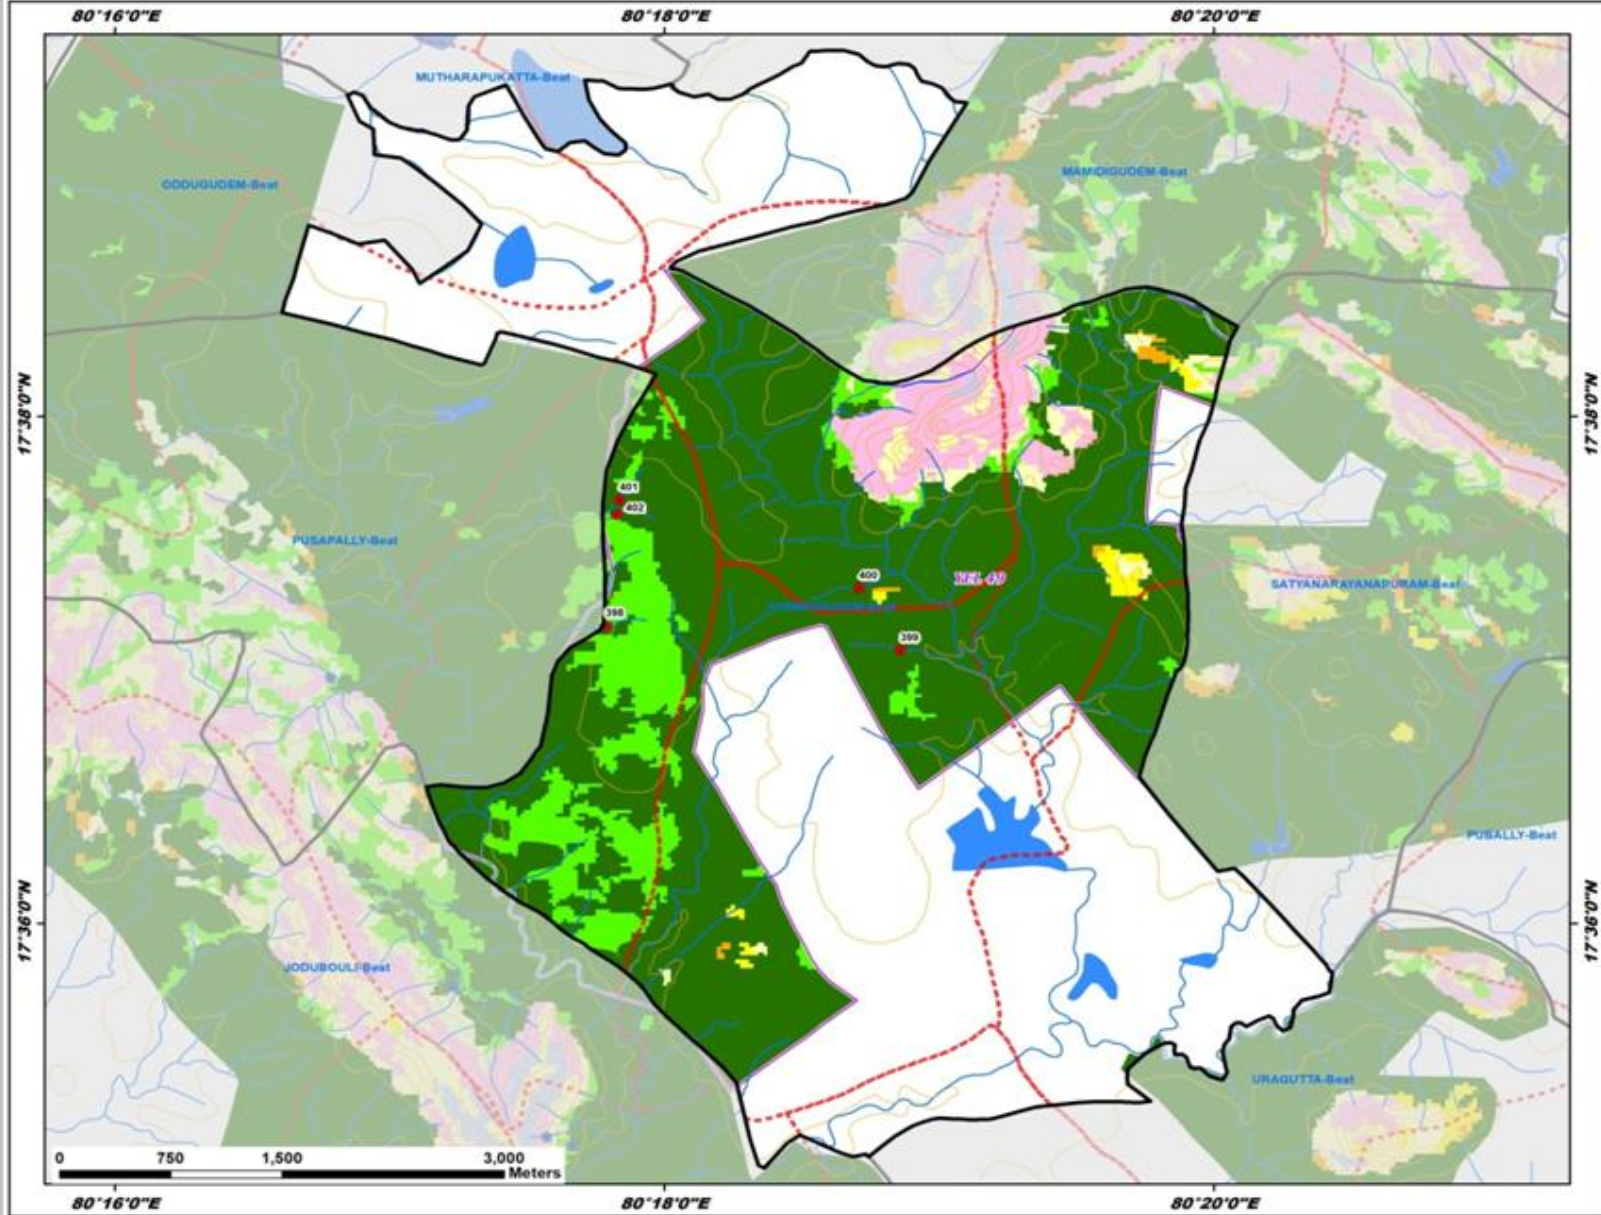 80°16'0"E 80°18'0"E 80°20'0"E
MUTHARAPUKATTA-Beat
MAMIDIGUDEM-Beat
ODDUGUDEM-Beat
17°38'0"N
17°38'0"N
401
402
PUSAPALLY-Beat
400
YEL 49
SATYANARAYANAPURAM-Beat
398
399
PUSALLY-Beat
17°36'0"N
17°36'0"N
JODUBOULI-Beat
URAGUTTA-Beat
0 750 1,500 3,000
Meters
80°16'0"E 80°18'0"E 80°20'0"E